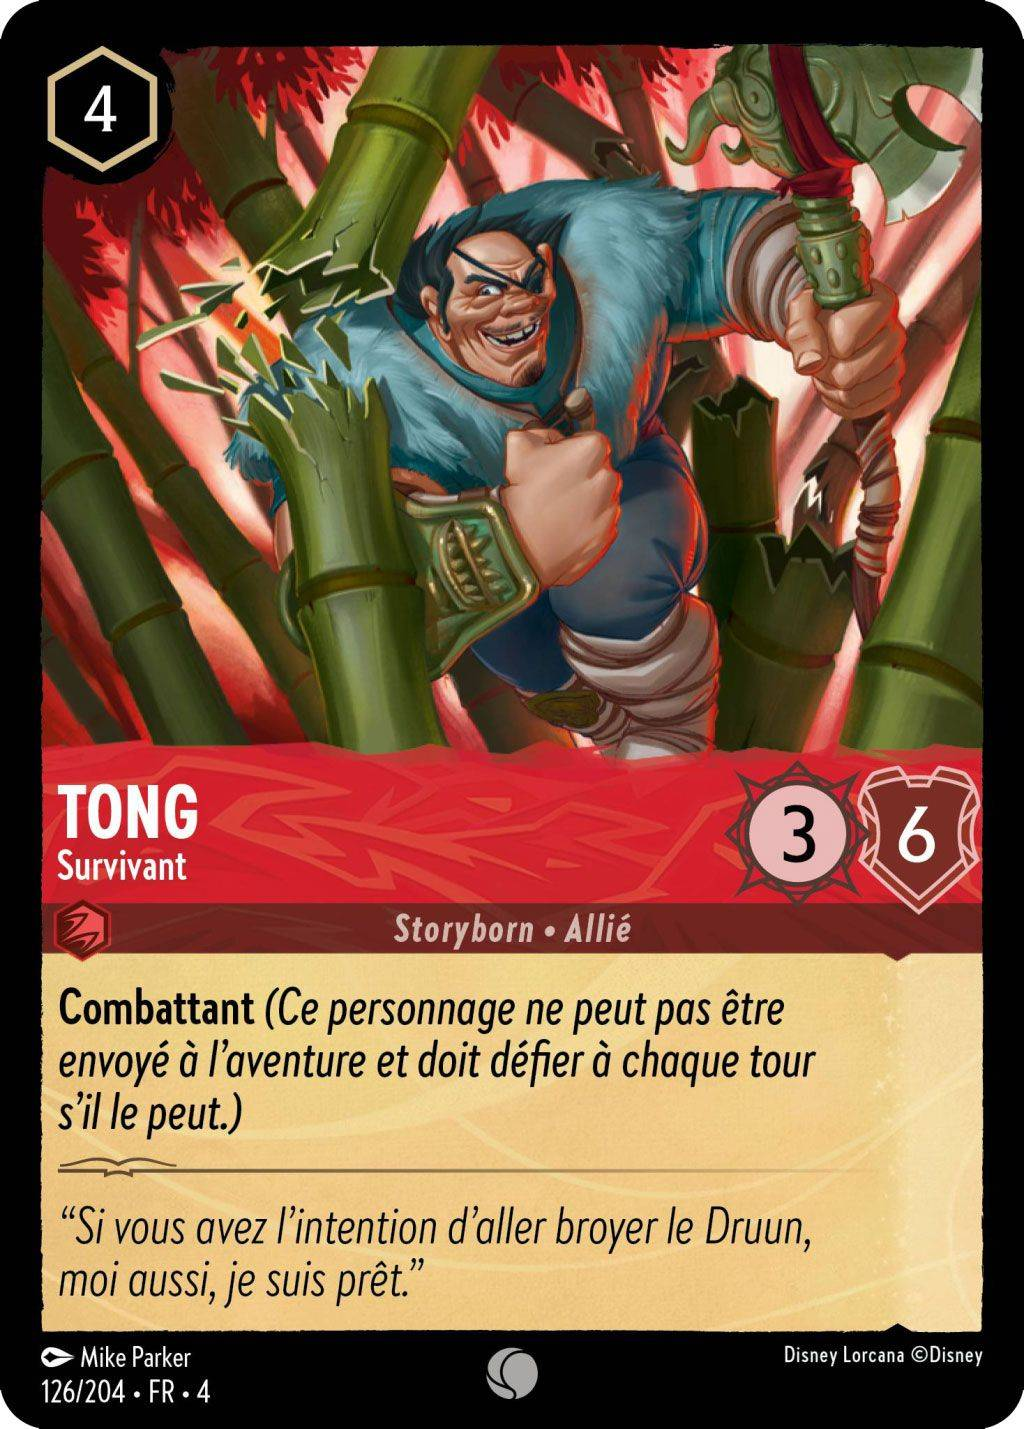 4
TONG
Survivant
3
6
Storyborn • Allié
Combattant (Ce personnage ne peut pas être
envoyé à l'aventure et doit défier à chaque tour
s'il le peut.)
“Si vous avez l'intention d'aller broyer le Druun,
moi aussi, je suis prêt.”
Mike Parker
Disney Lorcana ©Disney
126/204 • FR • 4